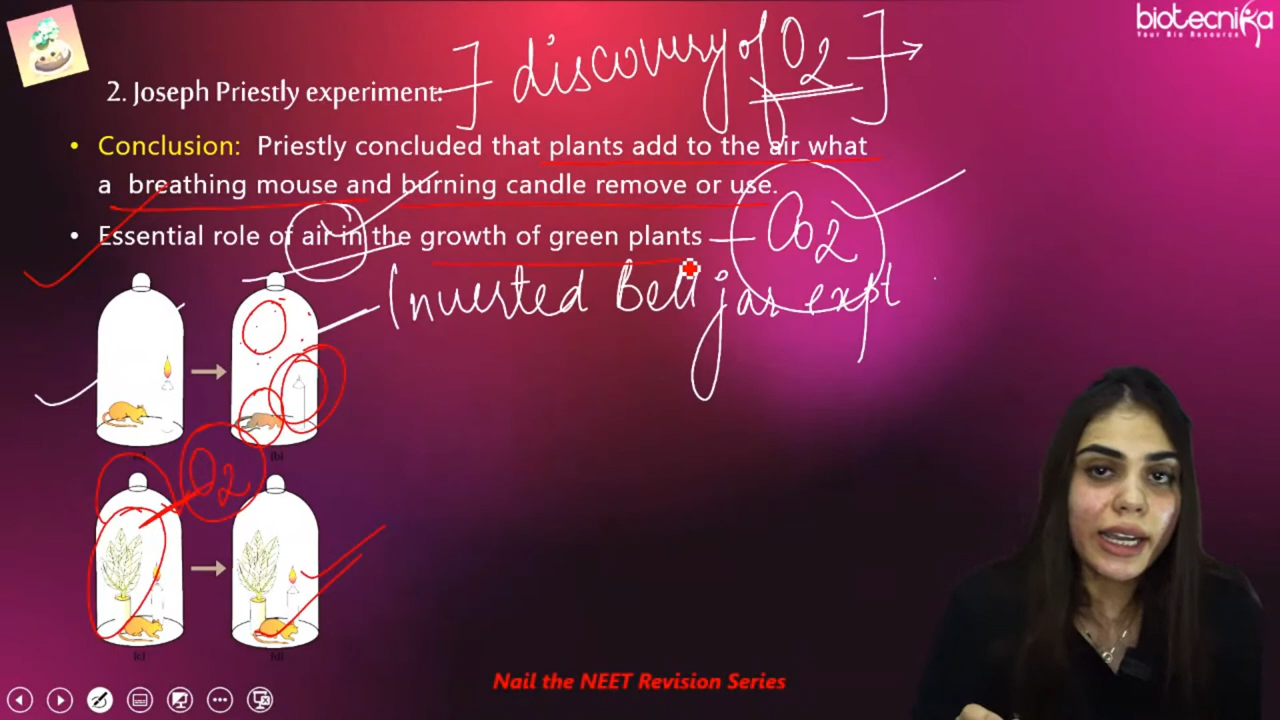 biotecnika
Your Bio Resource
2. Joseph Priestly experiment:
discovery of O2
• Conclusion: Priestly concluded that plants add to the air what
a breathing mouse and burning candle remove or use.
• Essential role of air in the growth of green plants
CO2
Inverted Bell jar expt
(b)
O2
(c)
(d)
Nail the NEET Revision Series